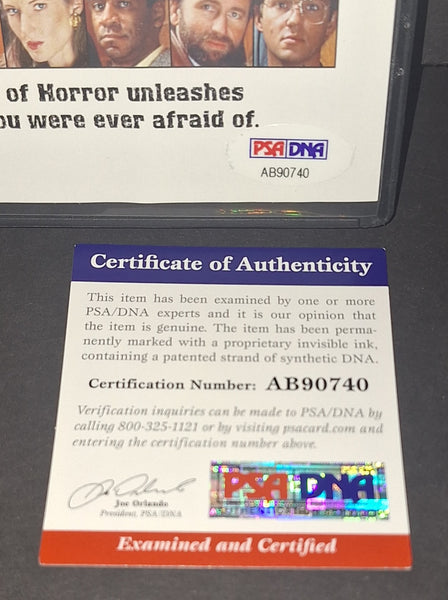 of Horror unleashes
ou were ever afraid of.
PSA DNA
AB90740
Certificate of Authenticity
This item has been examined by one or more
PSA/DNA experts and it is our opinion that
the item is genuine. The item has been perma-
nently marked with a proprietary invisible ink,
containing a patented strand of synthetic DNA.
Certification Number: AB90740
Verification inquiries can be made to PSA/DNA by
calling 800-325-1121 or by visiting psacard.com and
entering the certification number above.
Joe Orlando
President, PSA/DNA
PSA DNA
Examined and Certified